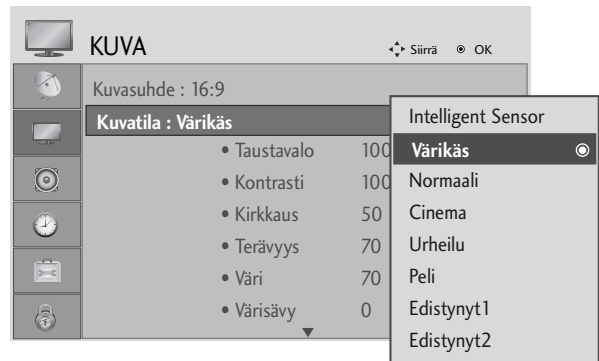 KUVA
Siirrä OK
Kuvasuhde : 16:9
Kuvatila : Värikäs
• Taustavalo 100
• Kontrasti 100
• Kirkkaus 50
• Terävyys 70
• Väri 70
• Värisävy 0
Intelligent Sensor
Värikäs
Normaali
Cinema
Urheilu
Peli
Edistynyt1
Edistynyt2